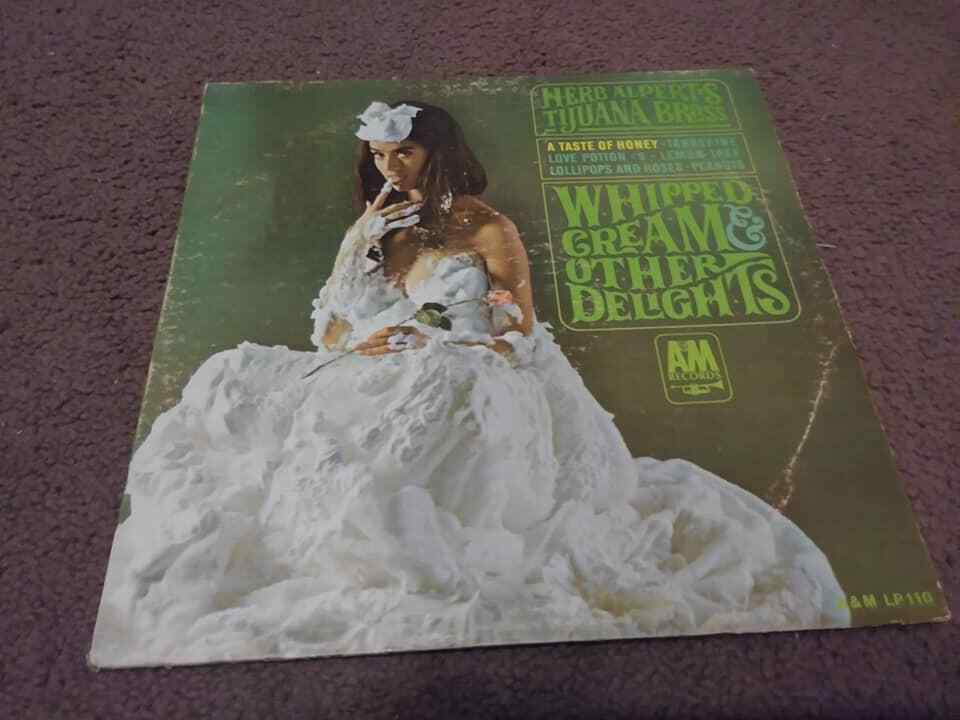 HERB ALPERT'S
TIJUANA BRASS
A TASTE OF HONEY · TANGERINE
LOVE POTION #9 · LEMON TREE
LOLLIPOPS AND ROSES · PEANUTS
WHIPPED
CREAM &
OTHER
DELIGHTS
A&M
RECORDS
A & M LP 110